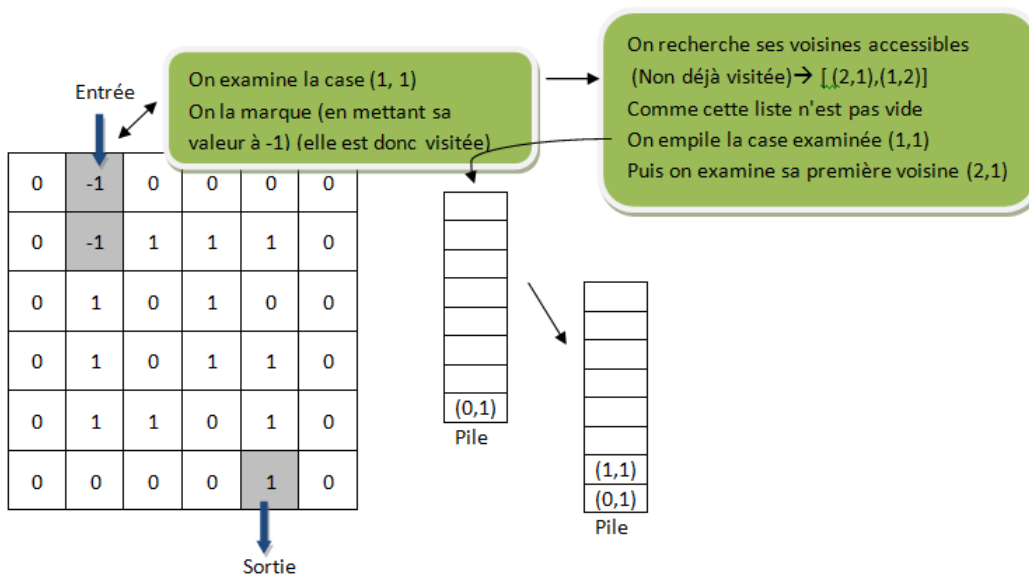 On examine la case (1, 1)
On la marque (en mettant sa
valeur à -1) (elle est donc visitée)
On recherche ses voisines accessibles
(Non déjà visitée)→ [ (2,1),(1,2)]
Comme cette liste n'est pas vide
On empile la case examinée (1,1)
Puis on examine sa première voisine (2,1)
Entrée
0 -1 0 0 0 0
0 -1 1 1 1 0
0 1 0 1 0 0
0 1 0 1 1 0
0 1 1 0 1 0
0 0 0 0 1 0
Sortie
(0,1)
Pile
(1,1)
(0,1)
Pile